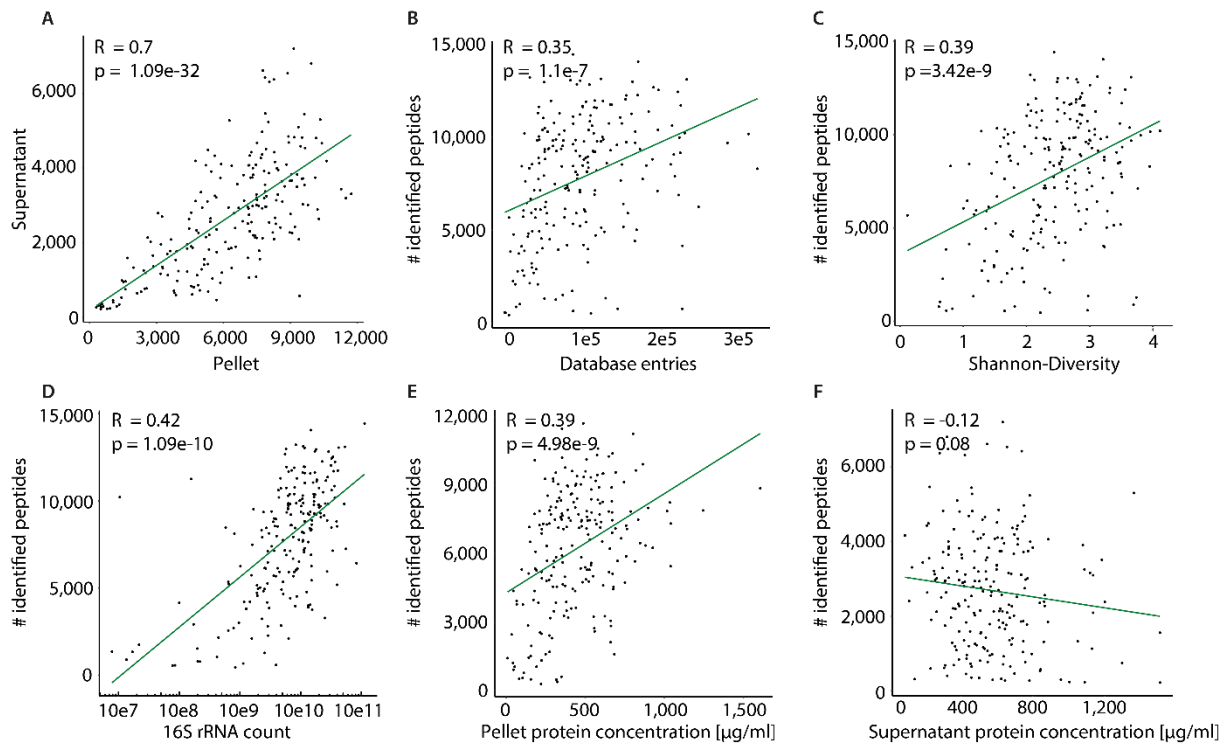 A
R = 0.7
p = 1.09e-32
6,000
4,000
2,000
0
Supernatant
0 3,000 6,000 9,000 12,000
Pellet
B
15,000
R = 0.35
p = 1.1e-7
10,000
5,000
0
# identified peptides
0 1e5 2e5 3e5
Database entries
C
15,000
R = 0.39
p =3.42e-9
10,000
5,000
0
# identified peptides
0 1 2 3 4
Shannon-Diversity
D
15,000
R = 0.42
p = 1.09e-10
10,000
5,000
0
# identified peptides
10e7 10e8 10e9 10e10 10e11
16S rRNA count
E
12,000
R = 0.39
p = 4.98e-9
9,000
6,000
3,000
0
# identified peptides
0 500 1,000 1,500
Pellet protein concentration [µg/ml]
F
R = -0.12
p = 0.08
6,000
4,000
2,000
0
# identified peptides
0 400 800 1,200
Supernatant protein concentration [µg/ml]